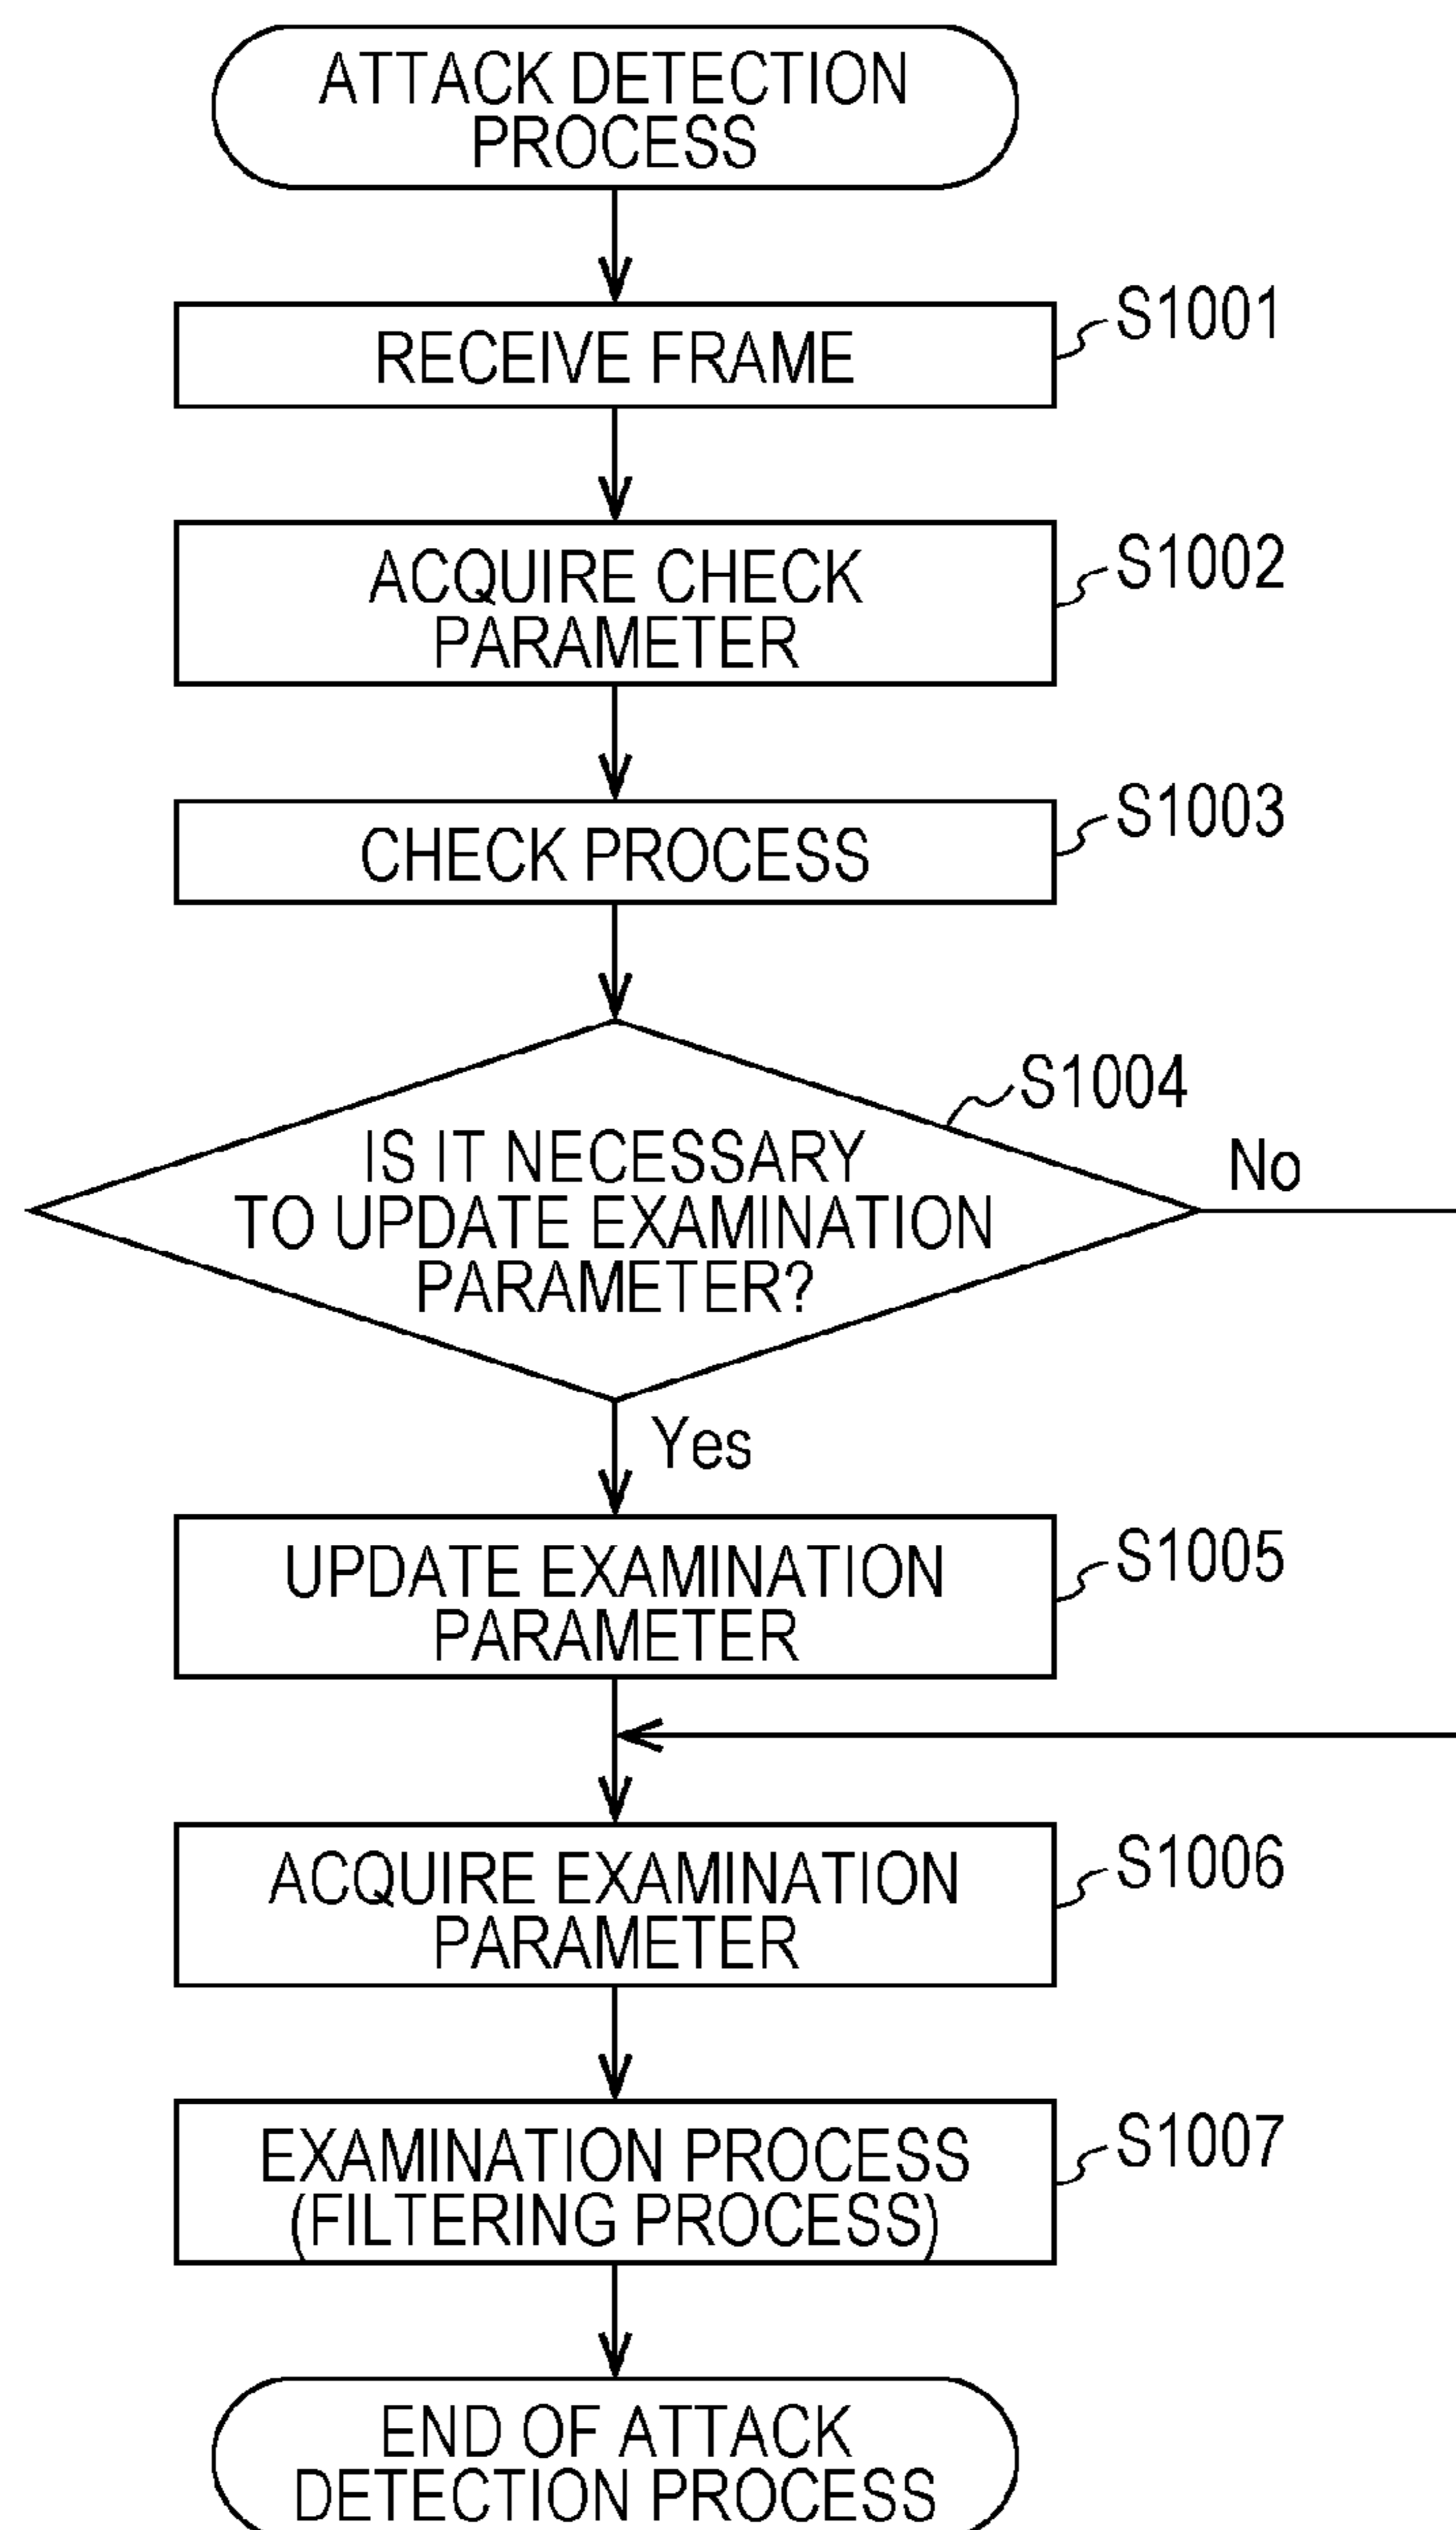 ATTACK DETECTION
PROCESS
RECEIVE FRAME
S1001
ACQUIRE CHECK
PARAMETER
S1002
CHECK PROCESS
S1003
IS IT NECESSARY
TO UPDATE EXAMINATION
PARAMETER?
S1004
No
Yes
UPDATE EXAMINATION
PARAMETER
S1005
ACQUIRE EXAMINATION
PARAMETER
S1006
EXAMINATION PROCESS
(FILTERING PROCESS)
S1007
END OF ATTACK
DETECTION PROCESS